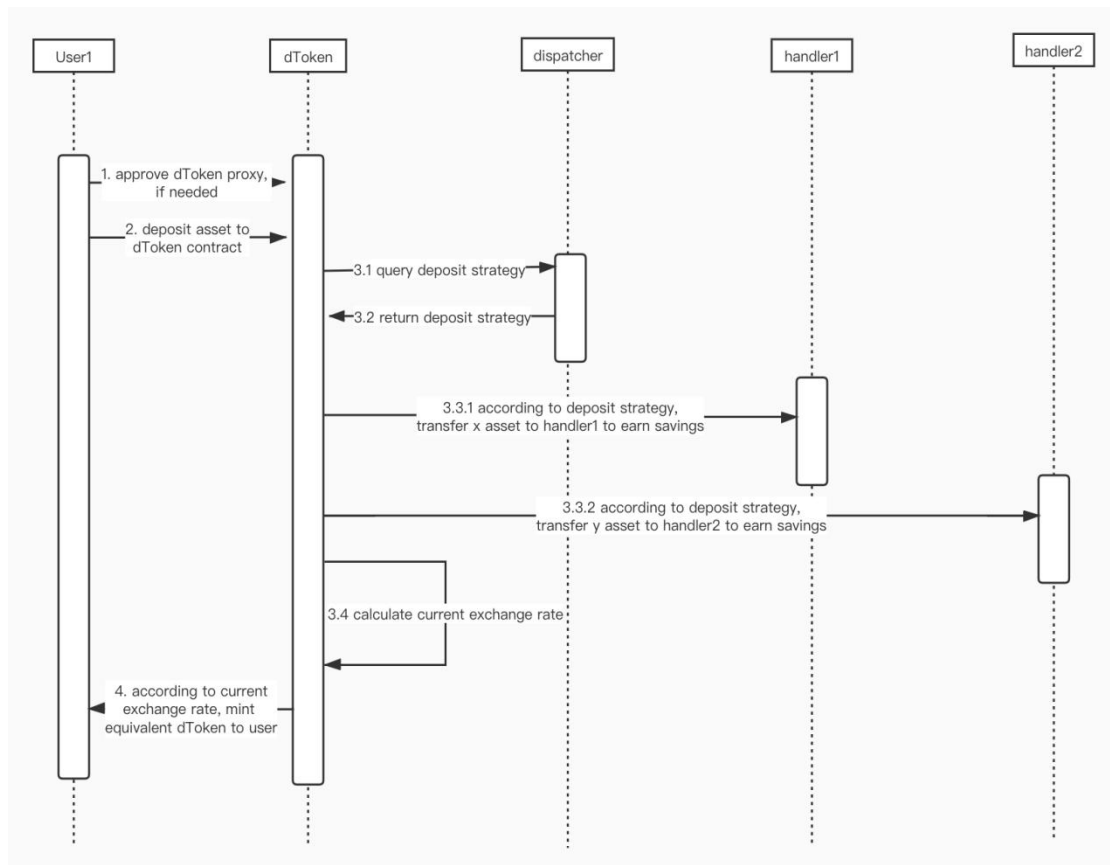 User1
dToken
dispatcher
handler1
handler2
1. approve dToken proxy,
if needed
2. deposit asset to
dToken contract
3.1 query deposit strategy
3.2 return deposit strategy
3.3.1 according to deposit strategy,
transfer x asset to handler1 to earn savings
3.3.2 according to deposit strategy,
transfer y asset to handler2 to earn savings
3.4 calculate current exchange rate
4. according to current
exchange rate, mint
equivalent dToken to user